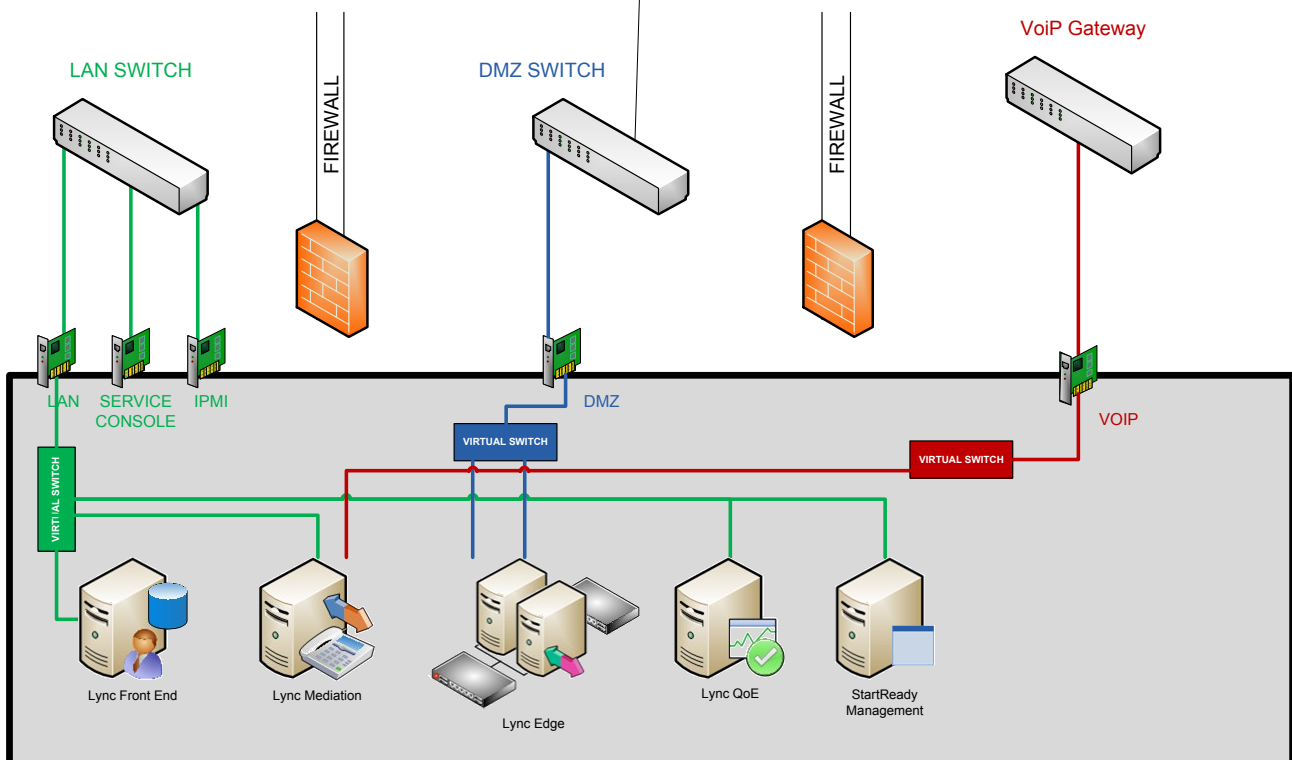 VoiP Gateway
LAN SWITCH
DMZ SWITCH
FIREWALL
FIREWALL
LAN
SERVICE
CONSOLE
IPMI
DMZ
VOIP
VIRTUAL SWITCH
VIRTUAL SWITCH
VIRTUAL SWITCH
Lync Front End
Lync Mediation
Lync Edge
Lync QoE
StartReady
Management